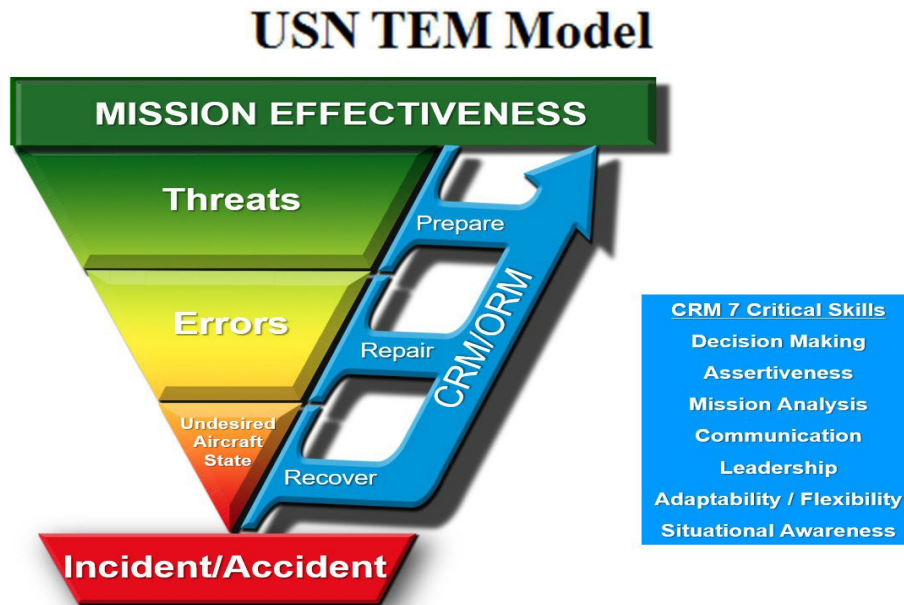 USN TEM Model
MISSION EFFECTIVENESS
Threats
Prepare
Errors
Repair
CRM/ORM
Undesired
Aircraft
State
Recover
Incident/Accident
CRM 7 Critical Skills
Decision Making
Assertiveness
Mission Analysis
Communication
Leadership
Adaptability / Flexibility
Situational Awareness